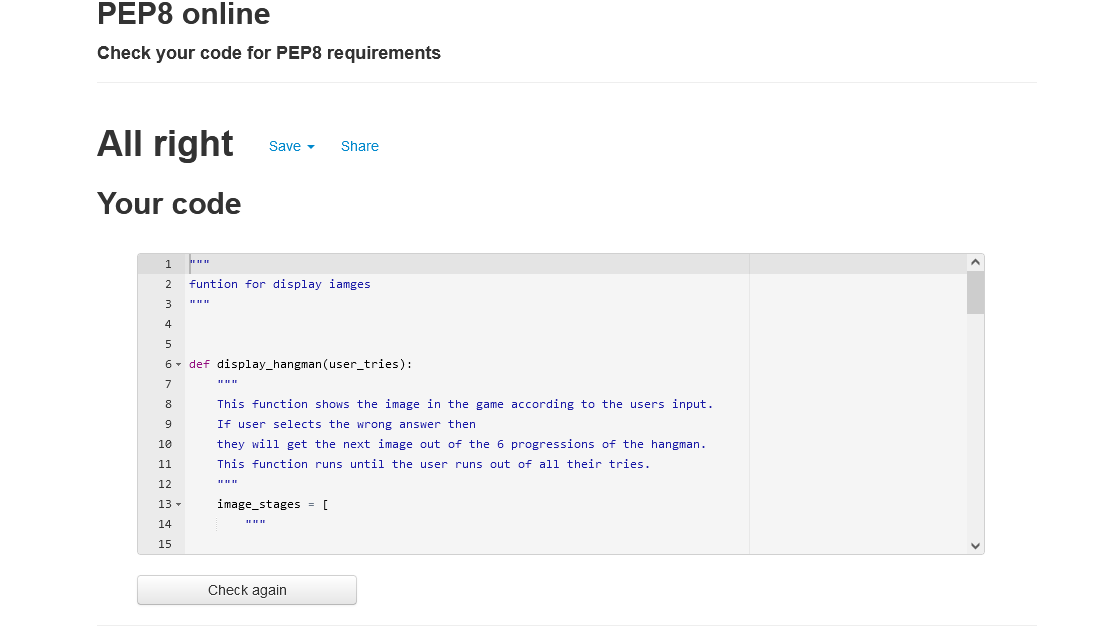 PEP8 online
Check your code for PEP8 requirements
All right Save Share
Your code
1 """
2 funtion for display iamges
3 """
4
5
6 def display_hangman(user_tries):
7 """
8 This function shows the image in the game according to the users input.
9 If user selects the wrong answer then
10 they will get the next image out of the 6 progressions of the hangman.
11 This function runs until the user runs out of all their tries.
12 """
13 image_stages = [
14 """
15
Check again